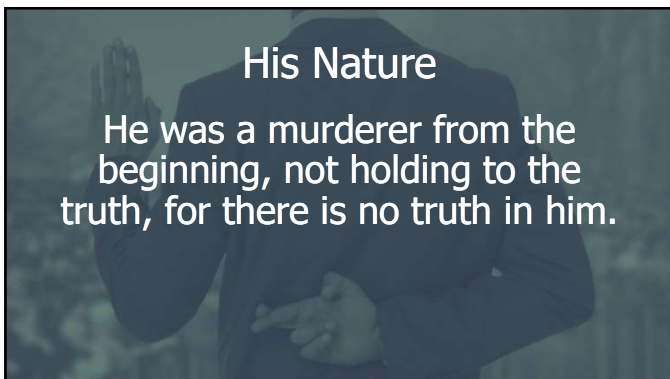 His Nature
He was a murderer from the
beginning, not holding to the
truth, for there is no truth in him.